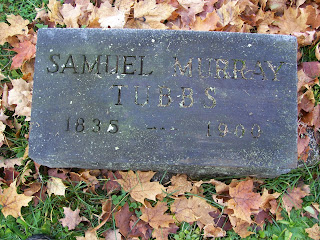 SAMUEL MURRAY
TUBBS
1835 — 1900